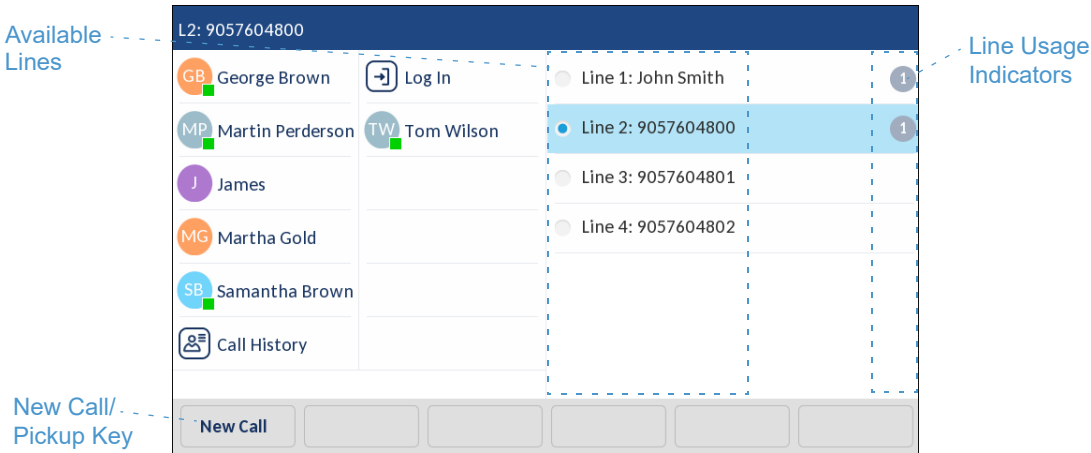 Available
Lines
L2: 9057604800
Line Usage
Indicators
GB George Brown
MP Martin Perderson
J James
MG Martha Gold
SB Samantha Brown
Call History
Log In
TW Tom Wilson
Line 1: John Smith 1
Line 2: 9057604800 1
Line 3: 9057604801
Line 4: 9057604802
New Call/
Pickup Key
New Call